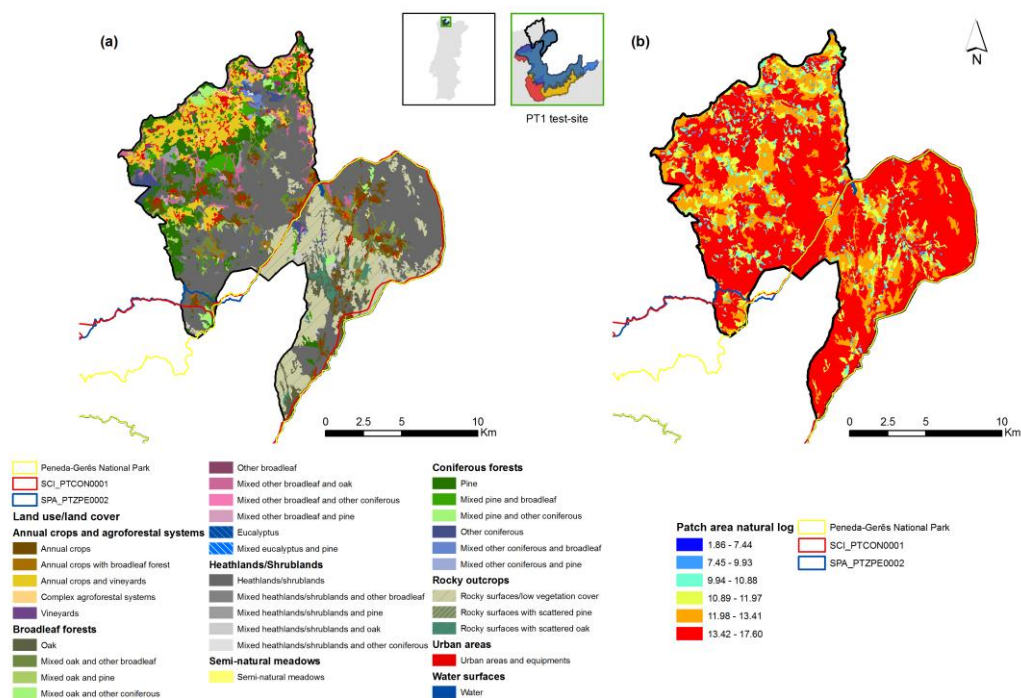 (a)
(b)
N
PT1 test-site
0 2.5 5 10
Km
0 2.5 5 10
Km
Peneda-Gerês National Park
SCI_PTCON0001
SPA_PTZPE0002
Land use/land cover
Annual crops and agroforestal systems
Annual crops
Annual crops with broadleaf forest
Annual crops and vineyards
Complex agroforestal systems
Vineyards
Broadleaf forests
Oak
Mixed oak and other broadleaf
Mixed oak and pine
Mixed oak and other coniferous
Other broadleaf
Mixed other broadleaf and oak
Mixed other broadleaf and other coniferous
Mixed other broadleaf and pine
Eucalyptus
Mixed eucalyptus and pine
Heathlands/Shrublands
Heathlands/shrublands
Mixed heathlands/shrublands and other broadleaf
Mixed heathlands/shrublands and pine
Mixed heathlands/shrublands and oak
Mixed heathlands/shrublands and other coniferous
Semi-natural meadows
Semi-natural meadows
Coniferous forests
Pine
Mixed pine and broadleaf
Mixed pine and other coniferous
Other coniferous
Mixed other coniferous and broadleaf
Mixed other coniferous and pine
Rocky outcrops
Rocky surfaces/low vegetation cover
Rocky surfaces with scattered pine
Rocky surfaces with scattered oak
Urban areas
Urban areas and equipments
Water surfaces
Water
Patch area natural log
1.86 - 7.44
7.45 - 9.93
9.94 - 10.88
10.89 - 11.97
11.98 - 13.41
13.42 - 17.60
Peneda-Gerês National Park
SCI_PTCON0001
SPA_PTZPE0002